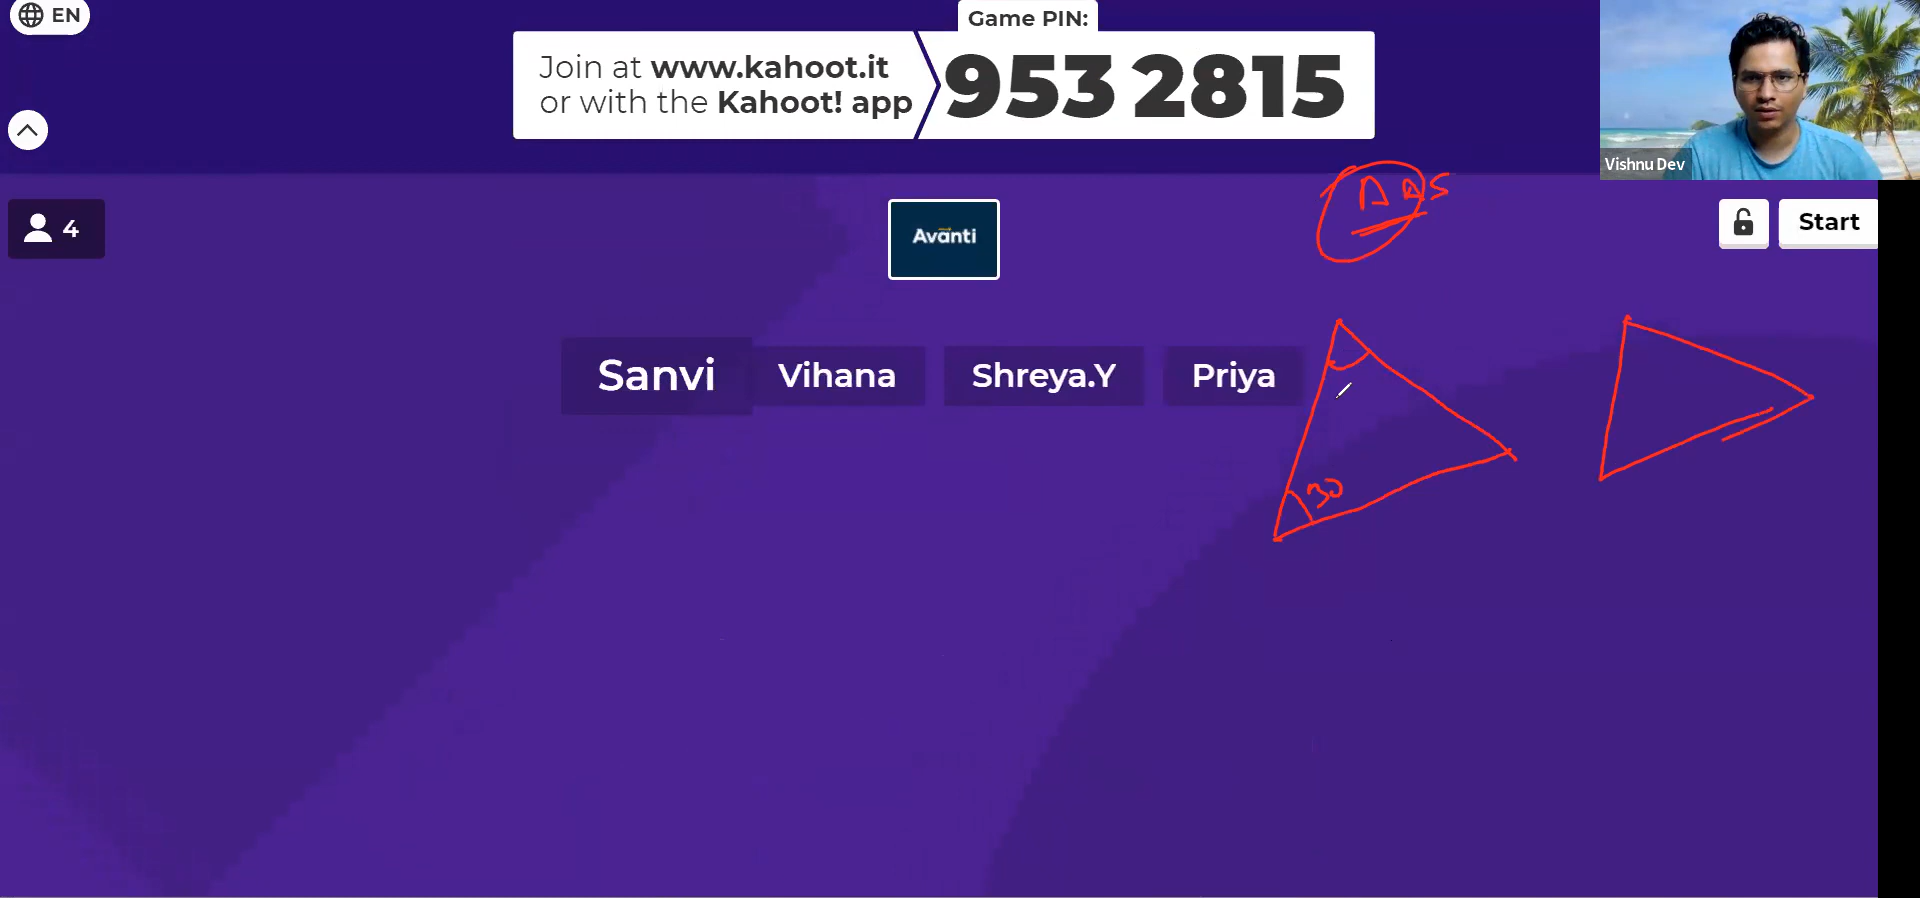 EN
Game PIN:
Join at www.kahoot.it
or with the Kahoot! app
953 2815
Vishnu Dev
AAS
4
Avanti
Start
Sanvi
Vihana
Shreya.Y
Priya
30